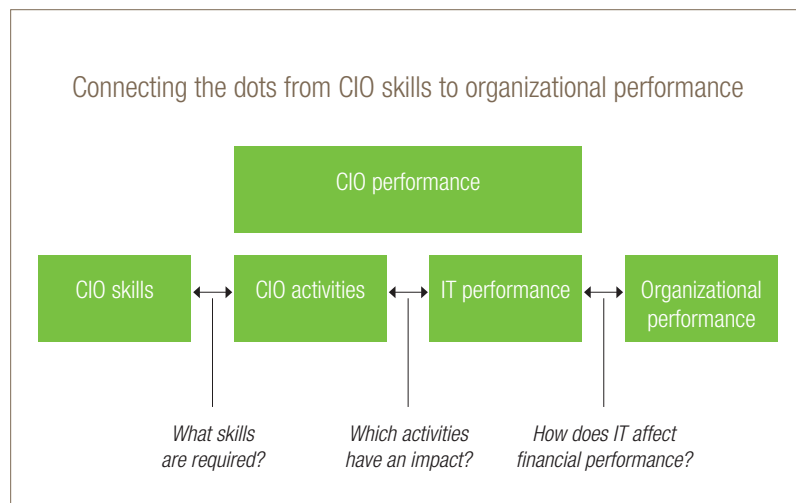 Connecting the dots from CIO skills to organizational performance
CIO performance
CIO skills
CIO activities
IT performance
Organizational
performance
What skills
are required?
Which activities
have an impact?
How does IT affect
financial performance?